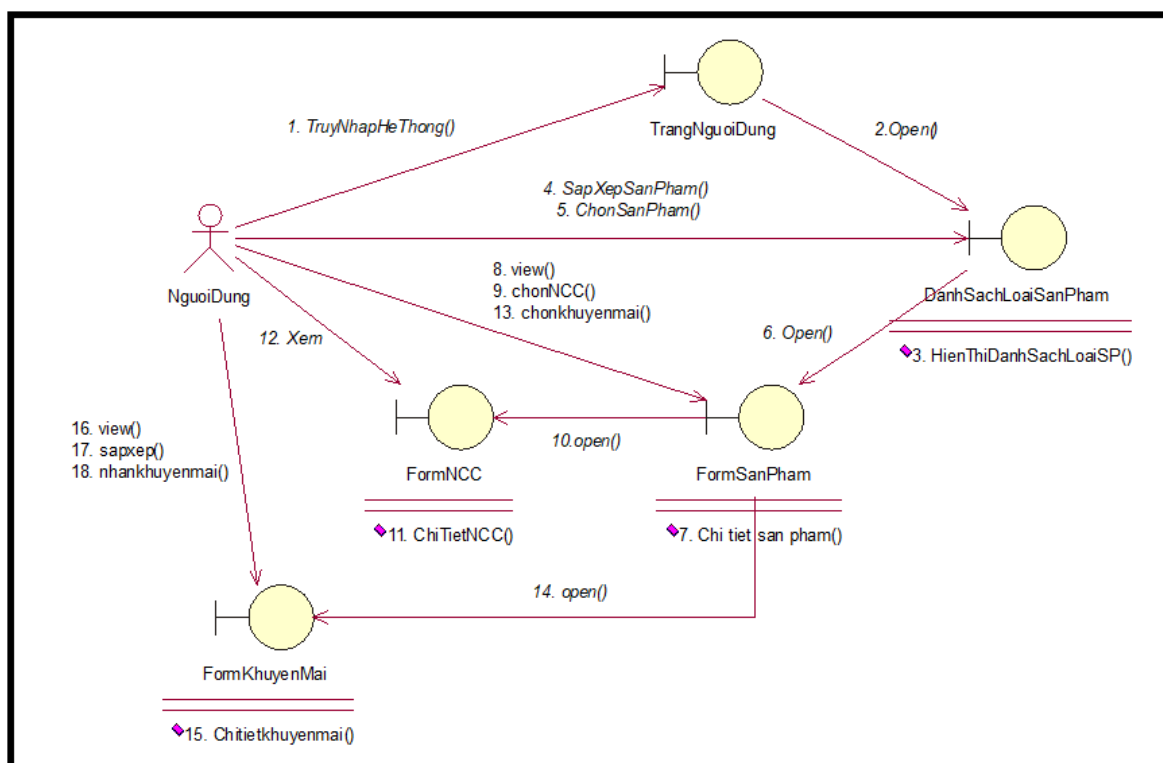 1. TruyNhapHeThong()
TrangNguoiDung
2.Open()
4. SapXepSanPham()
5. ChonSanPham()
NguoiDung
8. view()
9. chonNCC()
13. chonkhuyenmai()
DanhSachLoaiSanPham
12. Xem
6. Open()
3. HienThiDanhSachLoaiSP()
16. view()
17. sapxep()
18. nhankhuyenmai()
10.open()
FormNCC
FormSanPham
11. ChiTietNCC()
7. Chi tiet san pham()
14. open()
FormKhuyenMai
15. Chitietkhuyenmai()